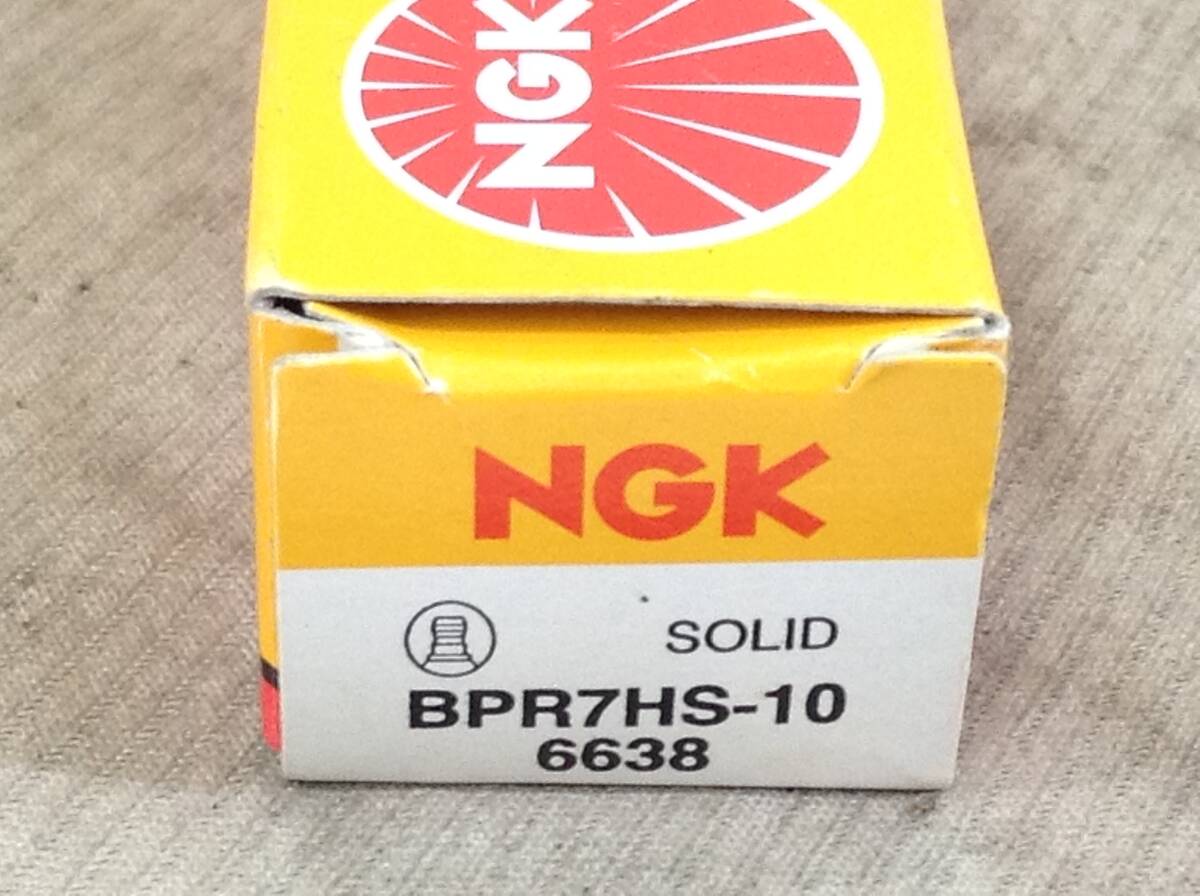 NGK
NGK
SOLID
BPR7HS-10
6638